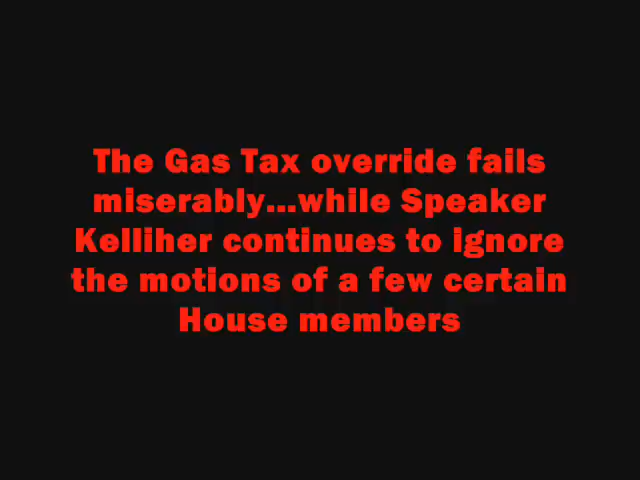 The Gas Tax override fails
miserably...while Speaker
Kelliher continues to ignore
the motions of a few certain
House members